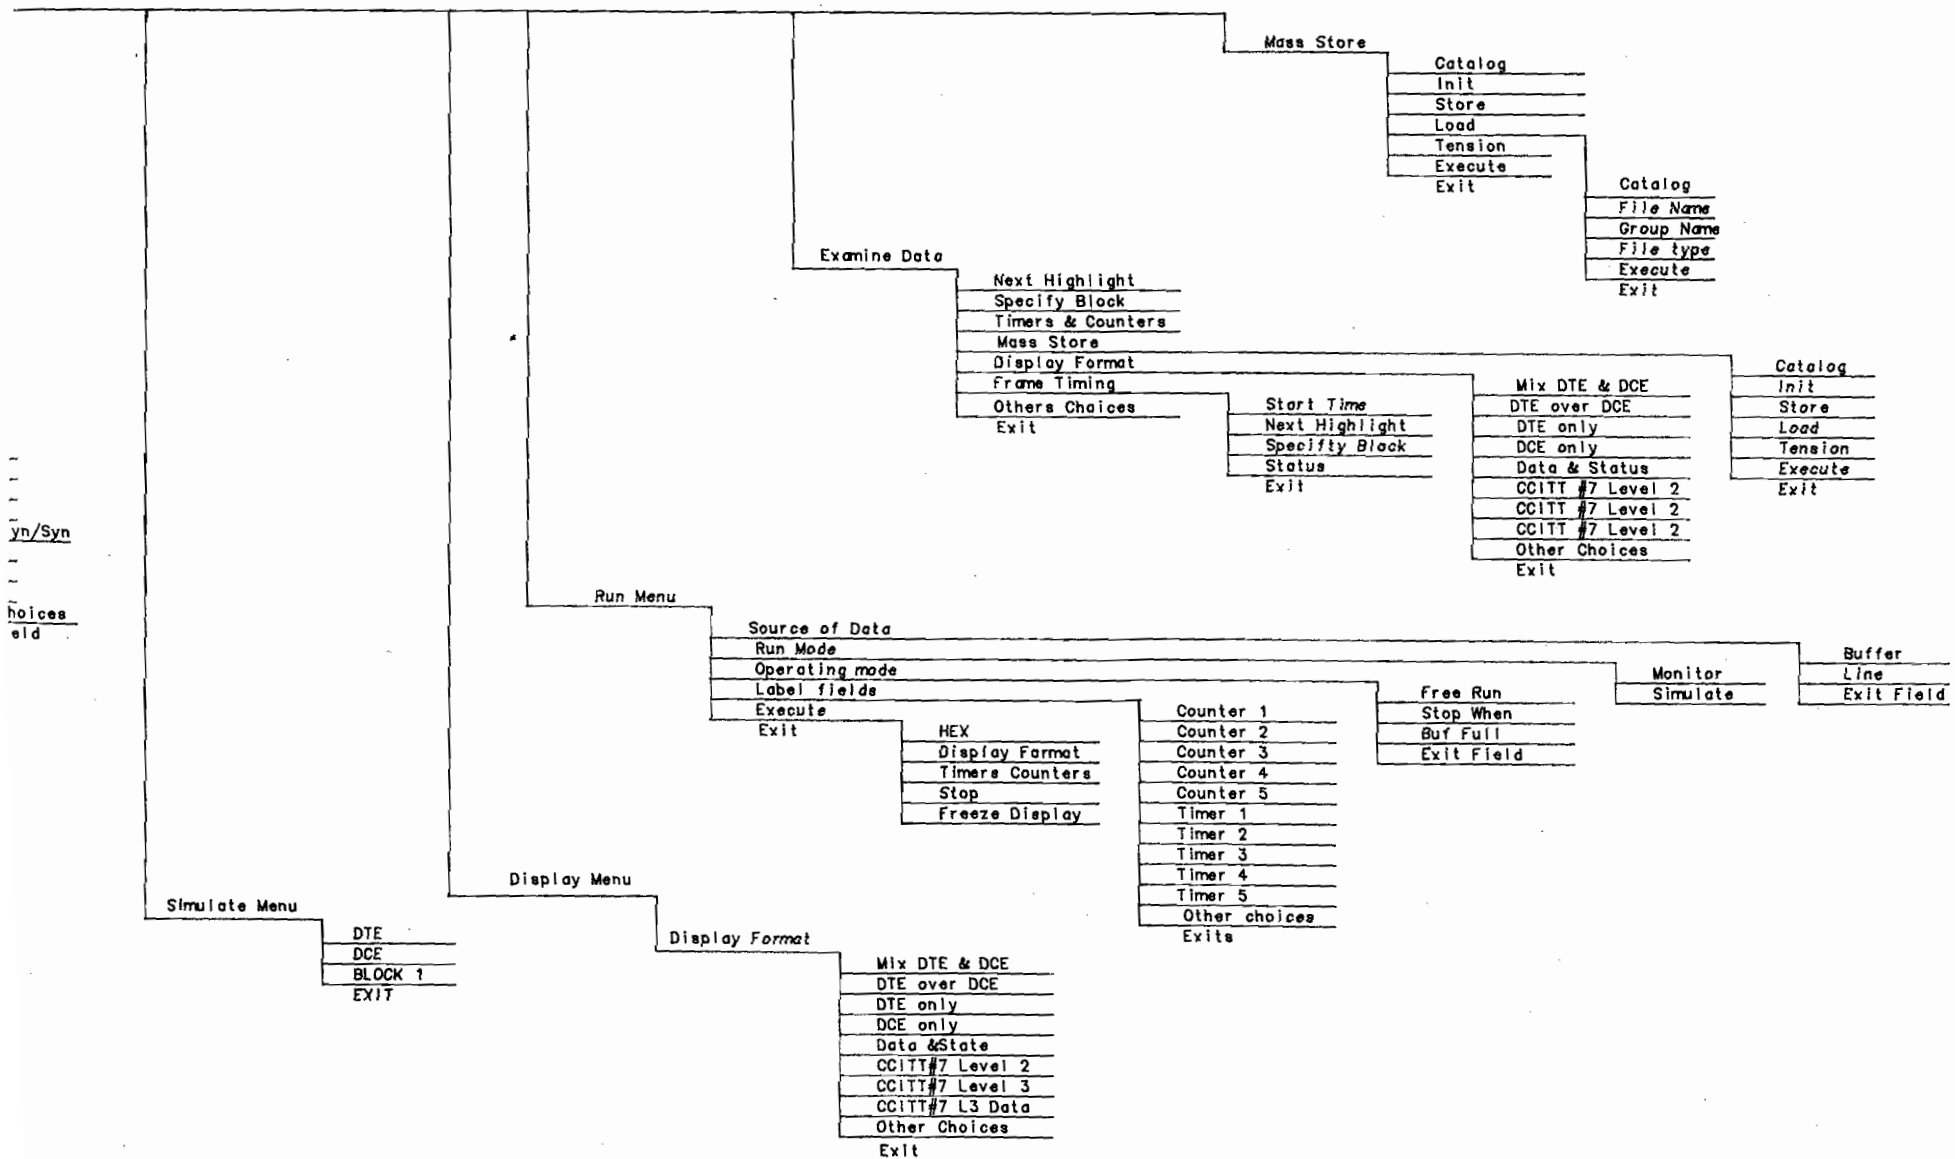 Mass Store
Catalog
Init
Store
Load
Tension
Execute
Exit
Catalog
File Name
Group Name
File type
Execute
Exit
Examine Data
Next Highlight
Specify Block
Timers & Counters
Mass Store
Display Format
Frame Timing
Others Choices
Exit
Start Time
Next Highlight
Specifty Block
Status
Exit
Mix DTE & DCE
DTE over DCE
DTE only
DCE only
Data & Status
CCITT #7 Level 2
CCITT #7 Level 2
CCITT #7 Level 2
Other Choices
Exit
Catalog
Init
Store
Load
Tension
Execute
Exit
~
~
~
~
yn/Syn
~
~
~
hoices
eld
Run Menu
Source of Data
Run Mode
Operating mode
Label fields
Execute
Exit
Buffer
Line
Exit Field
Monitor
Simulate
Free Run
Stop When
Buf Full
Exit Field
Counter 1
Counter 2
Counter 3
Counter 4
Counter 5
Timer 1
Timer 2
Timer 3
Timer 4
Timer 5
Other choices
Exits
HEX
Display Format
Timers Counters
Stop
Freeze Display
Display Menu
Display Format
Mix DTE & DCE
DTE over DCE
DTE only
DCE only
Data &State
CCITT#7 Level 2
CCITT#7 Level 3
CCITT#7 L3 Data
Other Choices
Exit
Simulate Menu
DTE
DCE
BLOCK 1
EXIT